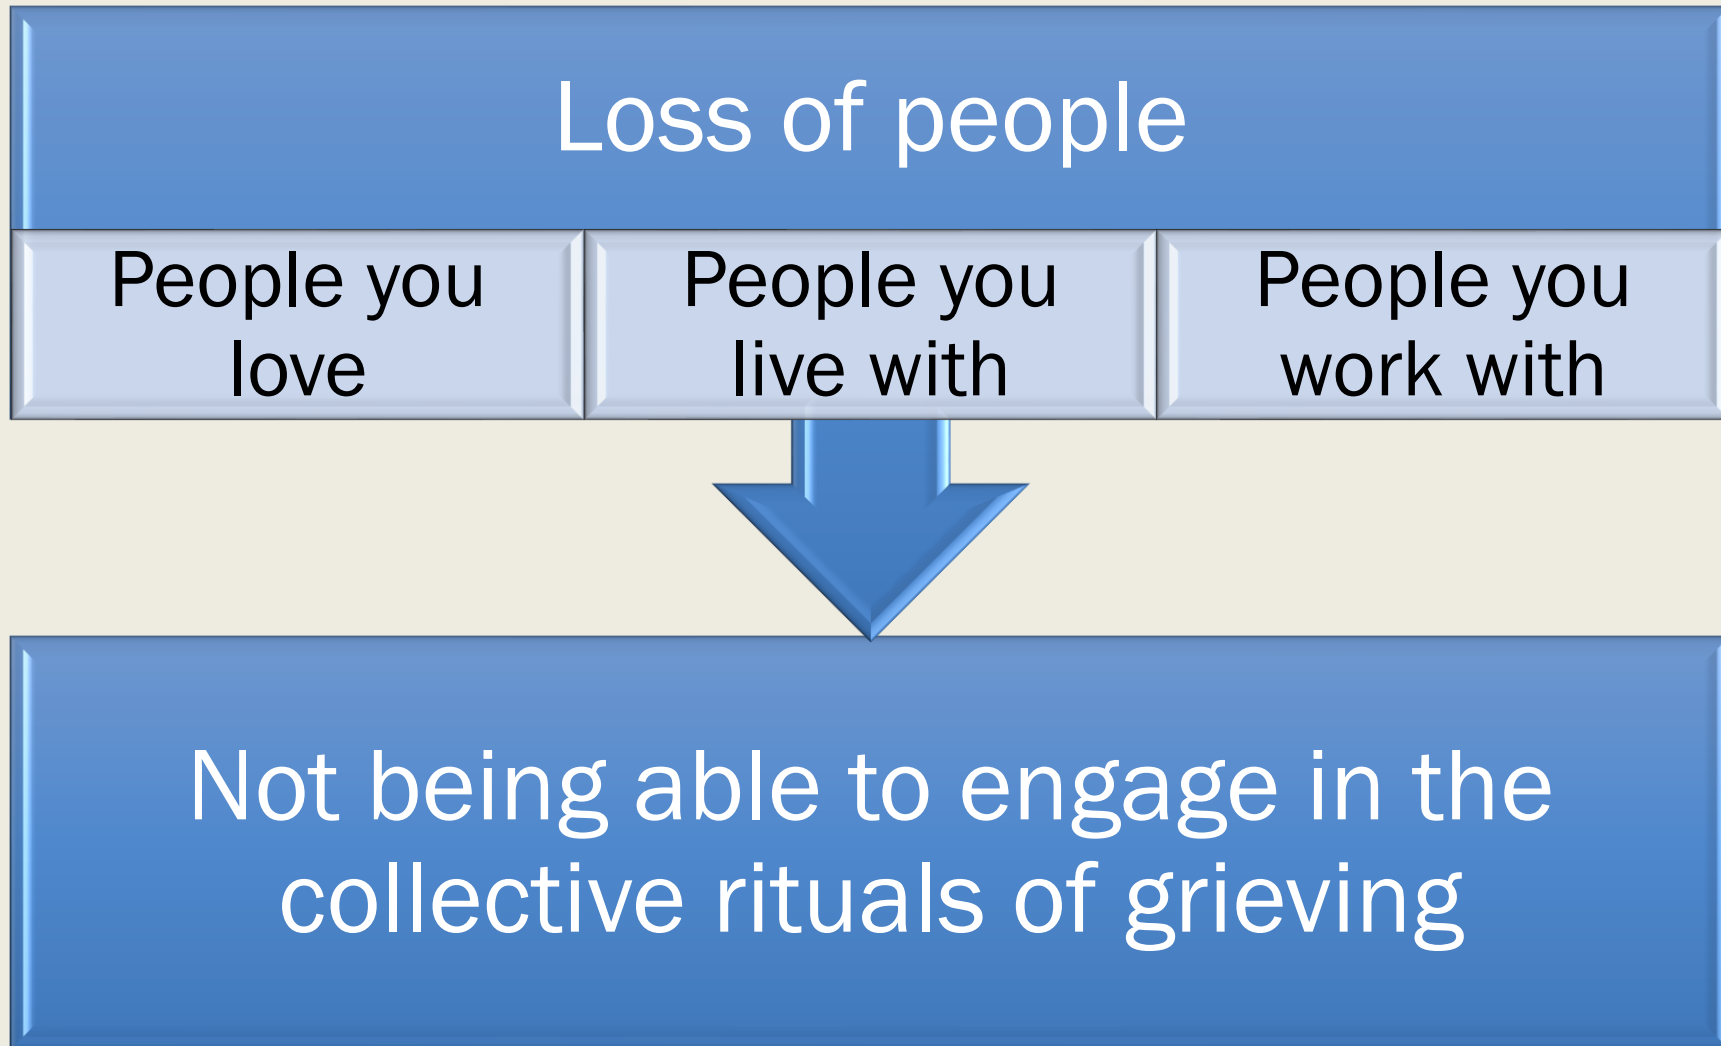 Loss of people
People you
love
People you
live with
People you
work with
Not being able to engage in the
collective rituals of grieving